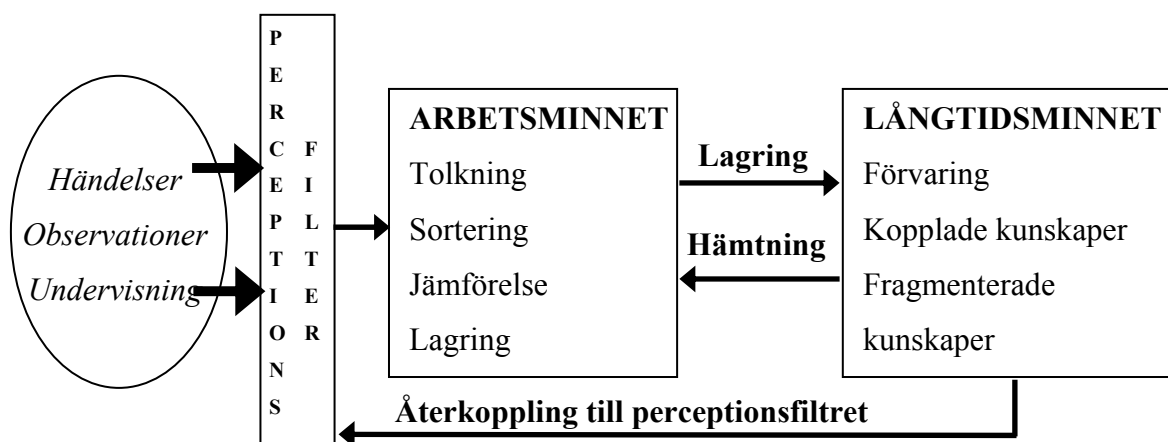 Händelser
Observationer
Undervisning
PERCEPTIONS
FILTER
ARBETSMINNET
Tolkning
Sortering
Jämförelse
Lagring
Lagring
Hämtning
LÅNGTIDSMINNET
Förvaring
Kopplade kunskaper
Fragmenterade
kunskaper
Återkoppling till perceptionsfiltret